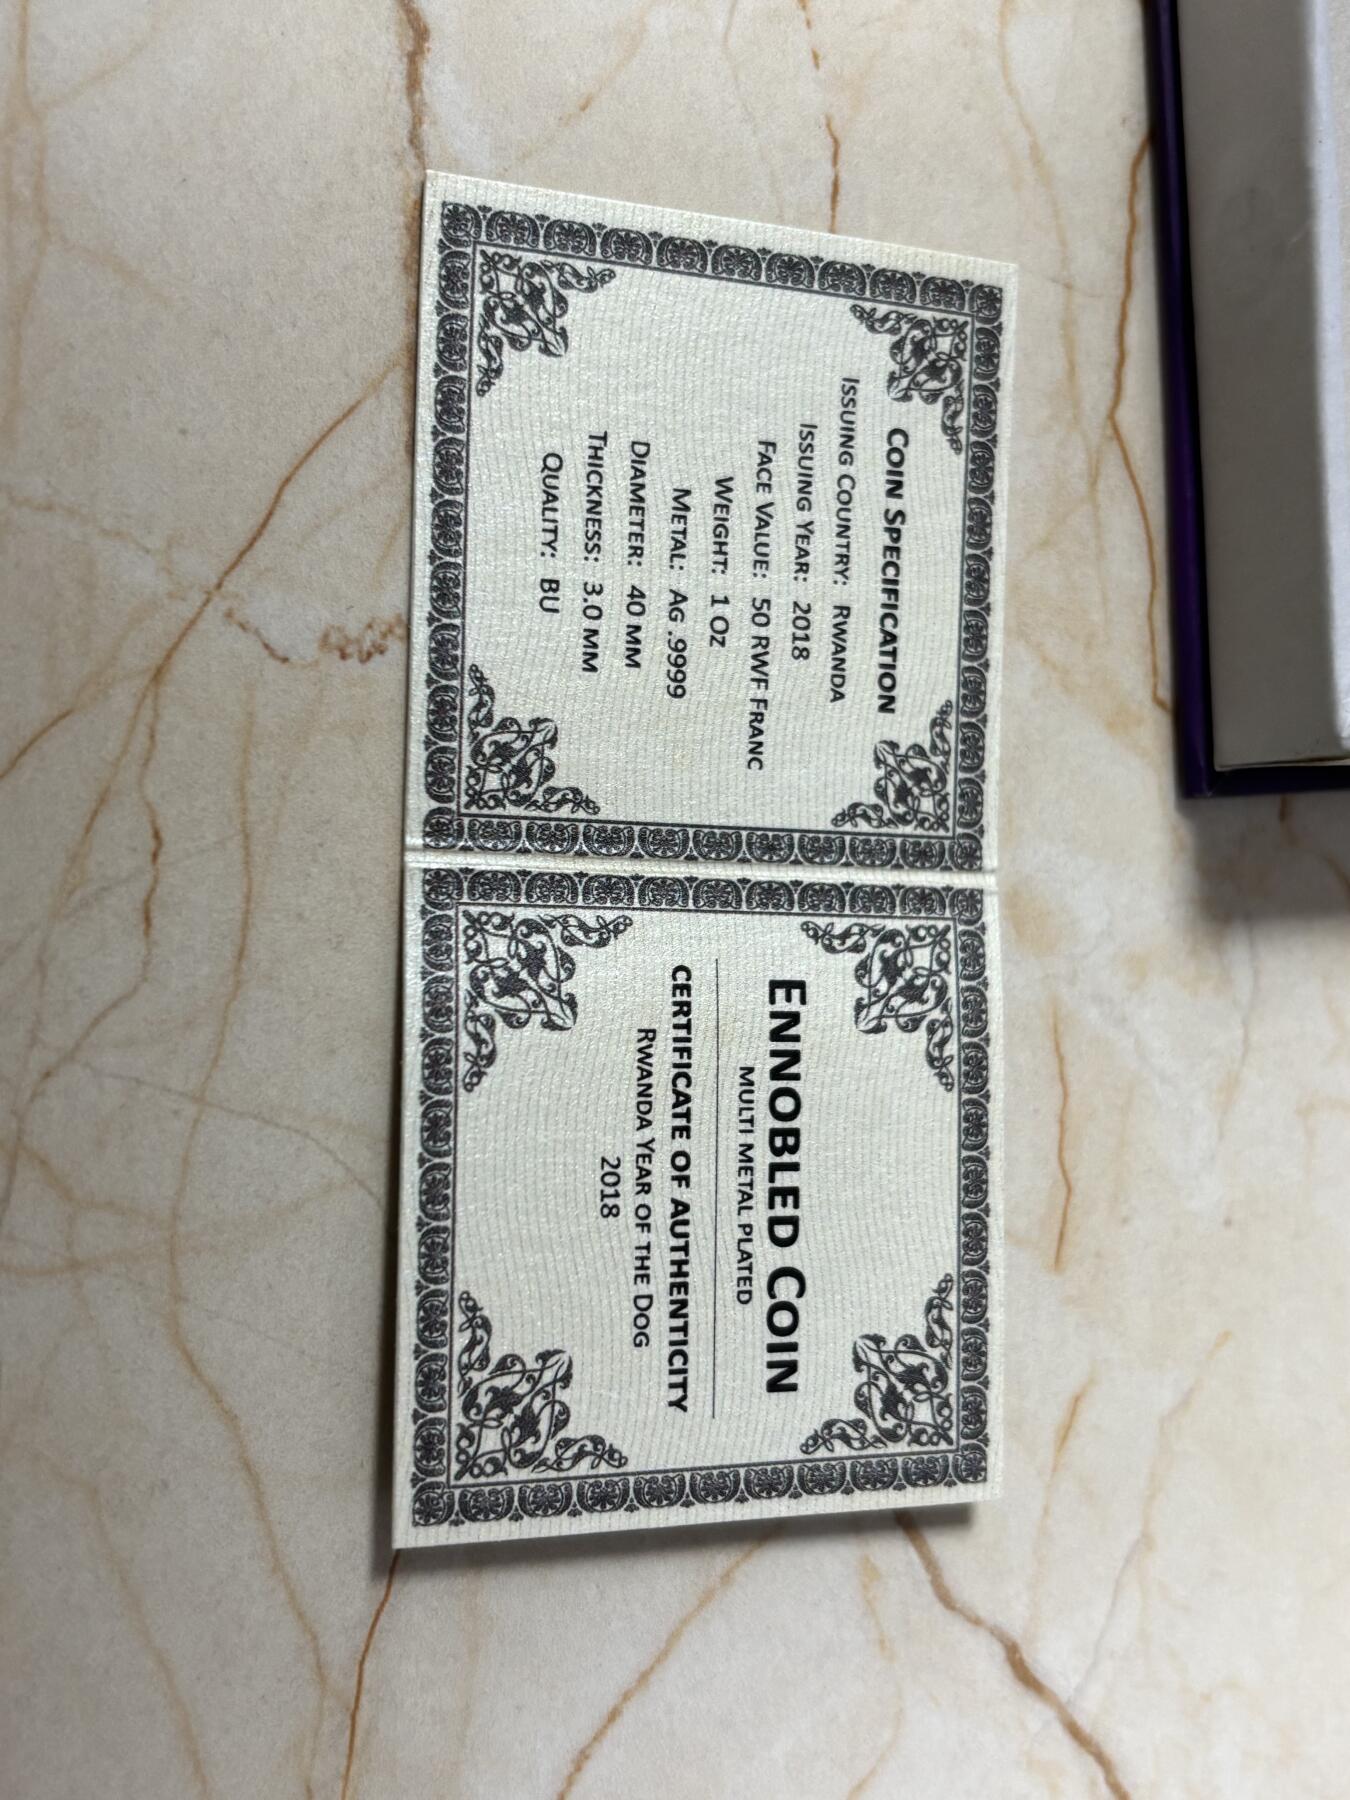 Coin Specification
Issuing Country: Rwanda
Issuing Year: 2018
Face Value: 50 RWF Franc
Weight: 1 Oz
Metal: Ag .9999
Diameter: 40 mm
Thickness: 3.0 mm
Quality: BU
Ennobled Coin
Multi Metal Plated
Certificate of Authenticity
Rwanda Year of the Dog
2018